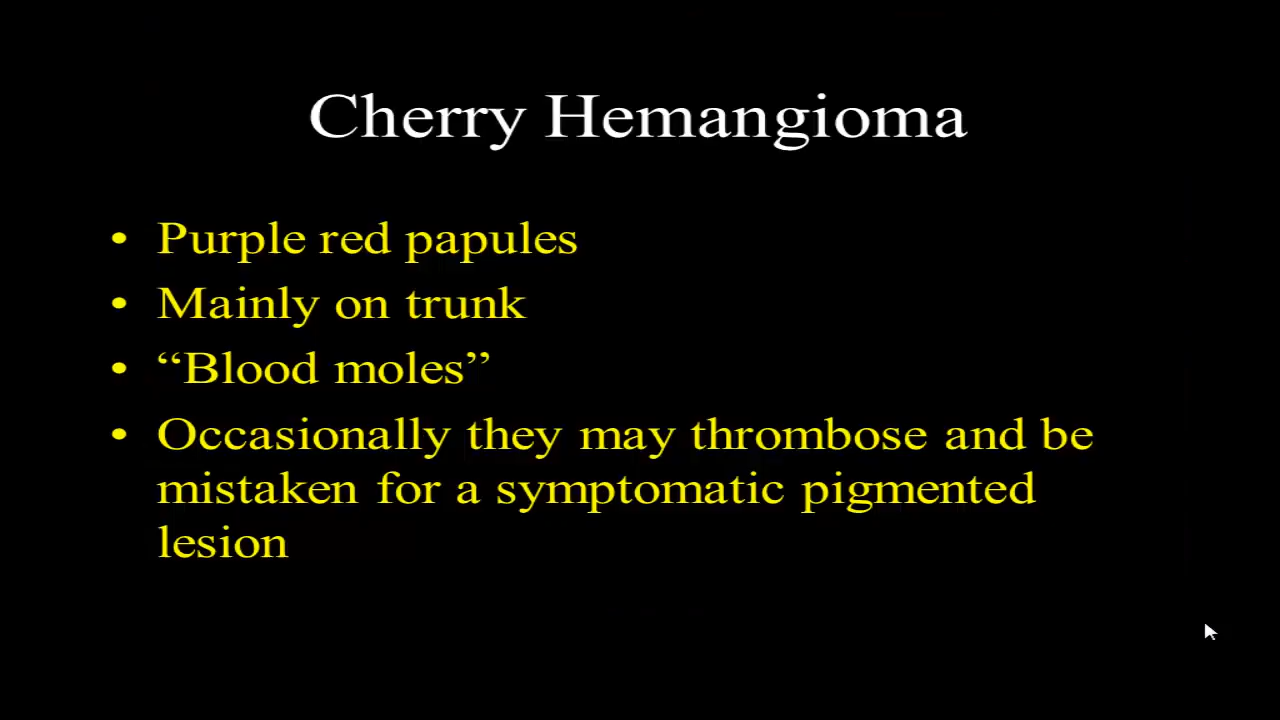 Cherry Hemangioma
• Purple red papules
• Mainly on trunk
• “Blood moles”
• Occasionally they may thrombose and be
mistaken for a symptomatic pigmented
lesion